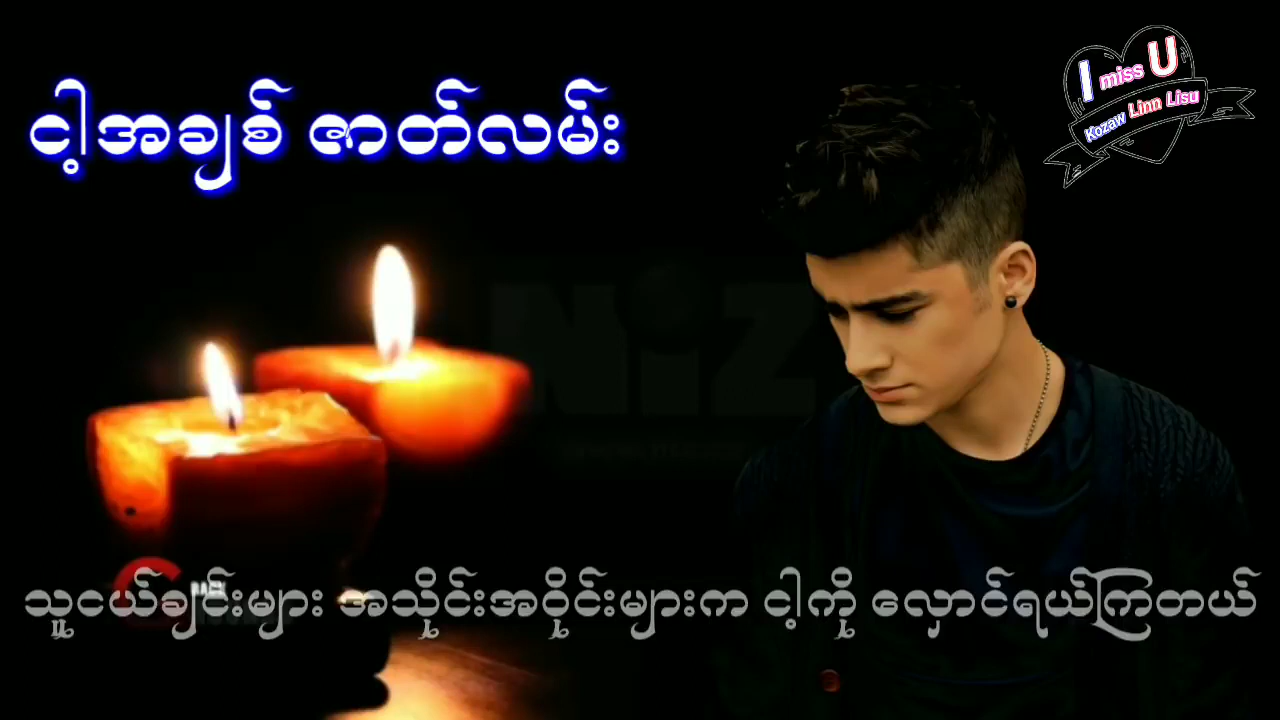 ငါ့အချစ် ဇာတ်လမ်း
I miss U
Kozaw Linn Lisu
NiZ
သူငယ်ချင်းများ အသိုင်းအဝိုင်းများက ငါ့ကို လှောင်ရယ်ကြတယ်